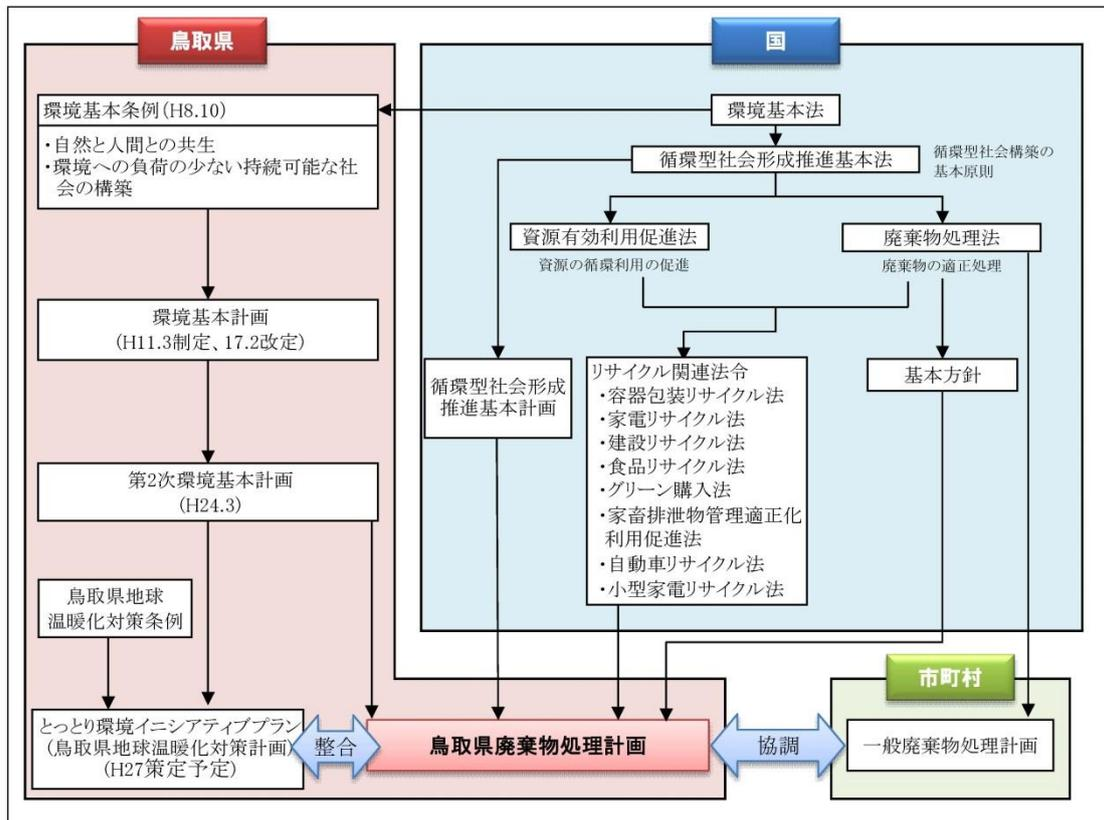 鳥取県
環境基本条例(H8.10)
・自然と人間との共生
・環境への負荷の少ない持続可能な社
会の構築
環境基本計画
(H11.3制定、17.2改定)
第2次環境基本計画
(H24.3)
鳥取県地球
温暖化対策条例
とっとり環境イニシアティブプラン
(鳥取県地球温暖化対策計画)
(H27策定予定)
整合
鳥取県廃棄物処理計画
協調
国
環境基本法
循環型社会形成推進基本法
循環型社会構築の
基本原則
資源有効利用促進法
資源の循環利用の促進
廃棄物処理法
廃棄物の適正処理
循環型社会形成
推進基本計画
リサイクル関連法令
・容器包装リサイクル法
・家電リサイクル法
・建設リサイクル法
・食品リサイクル法
・グリーン購入法
・家畜排泄物管理適正化
利用促進法
・自動車リサイクル法
・小型家電リサイクル法
基本方針
市町村
一般廃棄物処理計画